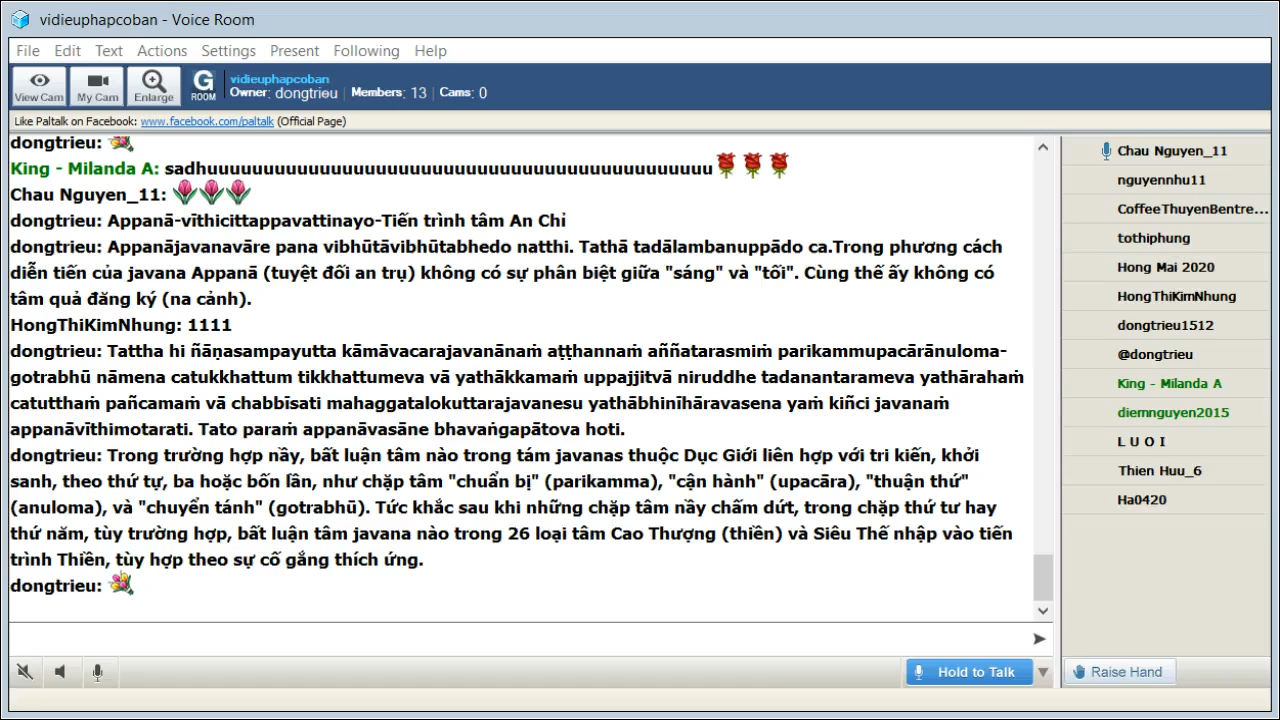 vidieuphapcoban - Voice Room
File Edit Text Actions Settings Present Following Help
View Cam My Cam Enlarge G ROOM vidieuphapcoban
Owner: dongtrieu | Members: 13 | Cams: 0
Like Paltalk on Facebook: www.facebook.com/paltalk (Official Page)
dongtrieu:
King - Milanda A: sadhuuuuuuuuuuuuuuuuuuuuuuuuuuuuuuuuuuuuuuuuuuuuu
Chau Nguyen_11:
dongtrieu: Appanā-vīthicittappavattinayo-Tiến trình tâm An Chỉ
dongtrieu: Appanājavanavāre pana vibhūtāvibhūtabhedo natthi. Tathā tadālambanuppādo ca.Trong phương cách
diễn tiến của javana Appanā (tuyệt đối an trụ) không có sự phân biệt giữa "sáng" và "tối". Cùng thế ấy không có
tâm quả đăng ký (na cảnh).
HongThiKimNhung: 1111
dongtrieu: Tattha hi ñāṇasampayutta kāmāvacarajavanānaṁ aṭṭhannaṁ aññatarasmiṁ parikammupacārānuloma-
gotrabhū nāmena catukkhattum tikkhattumeva vā yathākkamaṁ uppajjitvā niruddhe tadanantarameva yathārahaṁ
catutthaṁ pañcamaṁ vā chabbīsati mahaggatalokuttarajavanesu yathābhinīhāravasena yaṁ kiñci javanaṁ
appanāvīthimotarati. Tato paraṁ appanāvasāne bhavaṅgapātova hoti.
dongtrieu: Trong trường hợp nầy, bất luận tâm nào trong tám javanas thuộc Dục Giới liên hợp với tri kiến, khởi
sanh, theo thứ tự, ba hoặc bốn lần, như chặp tâm "chuẩn bị" (parikamma), "cận hành" (upacāra), "thuận thứ"
(anuloma), và "chuyển tánh" (gotrabhū). Tức khắc sau khi những chặp tâm nầy chấm dứt, trong chặp thứ tư hay
thứ năm, tùy trường hợp, bất luận tâm javana nào trong 26 loại tâm Cao Thượng (thiền) và Siêu Thế nhập vào tiến
trình Thiền, tùy hợp theo sự cố gắng thích ứng.
dongtrieu:
Hold to Talk
Chau Nguyen_11
nguyennhu11
CoffeeThuyenBentre...
tothiphung
Hong Mai 2020
HongThiKimNhung
dongtrieu1512
@dongtrieu
King - Milanda A
diemnguyen2015
L U O I
Thien Huu_6
Ha0420
Raise Hand